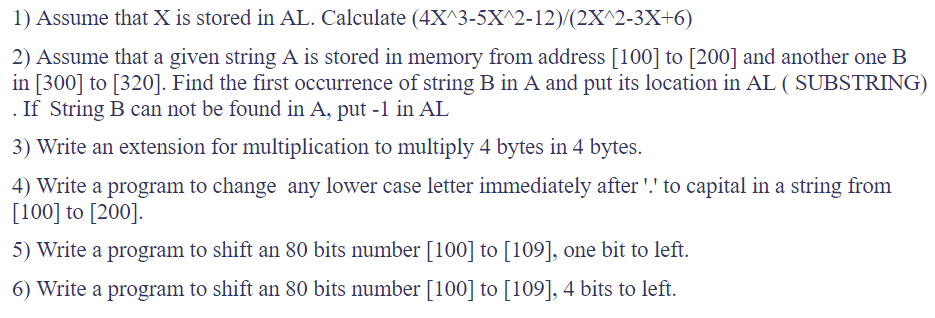 1) Assume that X is stored in AL. Calculate (4X^3-5X^2-12)/(2X^2-3X+6)
2) Assume that a given string A is stored in memory from address [100] to [200] and another one B
in [300] to [320]. Find the first occurrence of string B in A and put its location in AL ( SUBSTRING)
. If  String B can not be found in A, put -1 in AL
3) Write an extension for multiplication to multiply 4 bytes in 4 bytes.
4) Write a program to change  any lower case letter immediately after '.' to capital in a string from
[100] to [200].
5) Write a program to shift an 80 bits number [100] to [109], one bit to left.
6) Write a program to shift an 80 bits number [100] to [109], 4 bits to left.